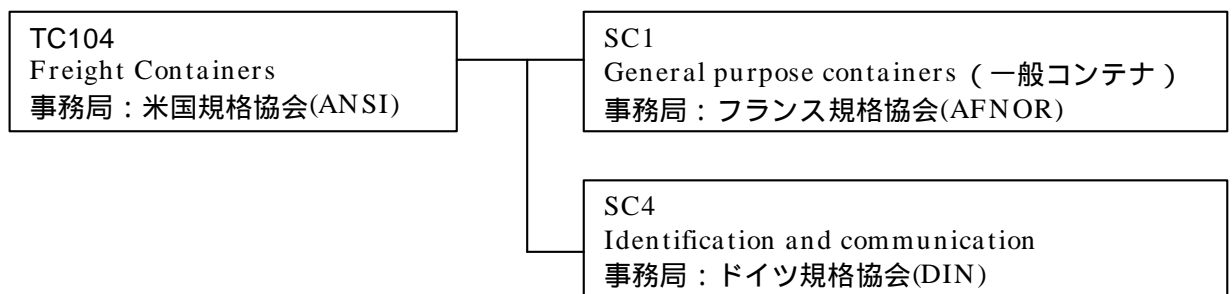 TC104
Freight Containers
事務局：米国規格協会(ANSI)
SC1
General purpose containers（一般コンテナ）
事務局：フランス規格協会(AFNOR)
SC4
Identification and communication
事務局：ドイツ規格協会(DIN)